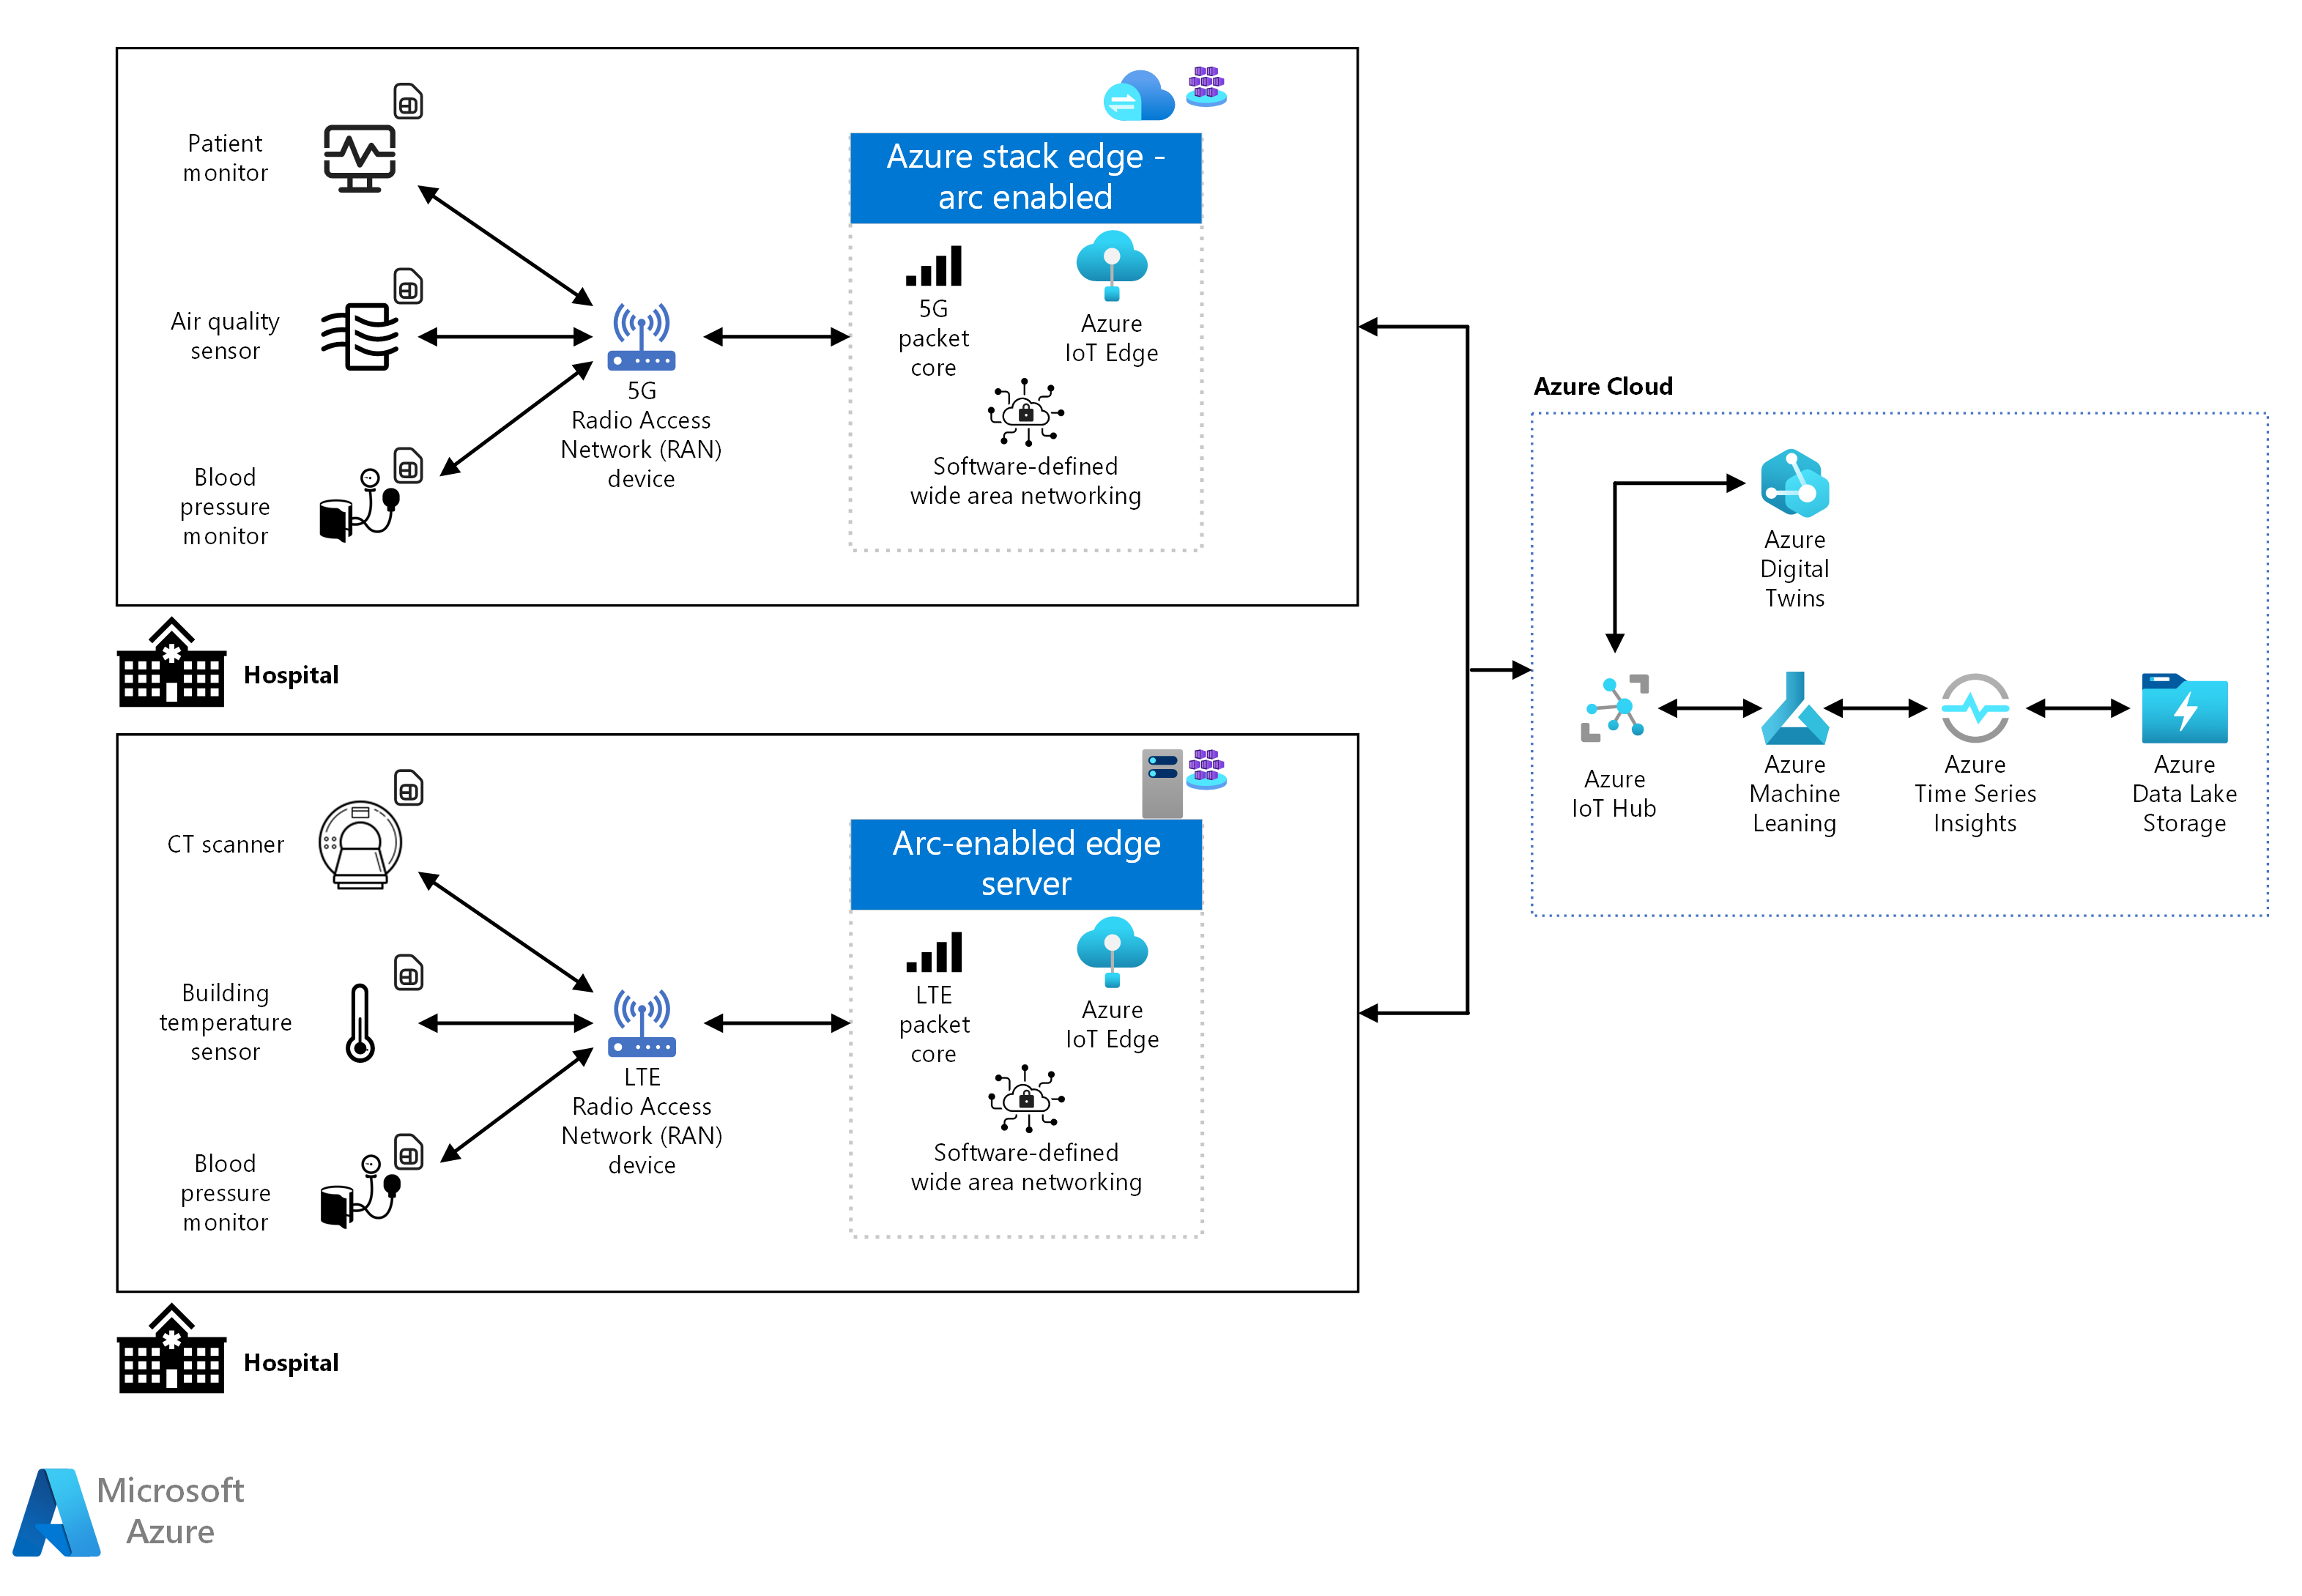 Patient
monitor
Air quality
sensor
Blood
pressure
monitor
5G
Radio Access
Network (RAN)
device
Azure stack edge -
arc enabled
5G
packet
core
Azure
IoT Edge
Software-defined
wide area networking
Hospital
CT scanner
Building
temperature
sensor
Blood
pressure
monitor
LTE
Radio Access
Network (RAN)
device
Arc-enabled edge
server
LTE
packet
core
Azure
IoT Edge
Software-defined
wide area networking
Hospital
Azure Cloud
Azure
Digital
Twins
Azure
IoT Hub
Azure
Machine
Leaning
Azure
Time Series
Insights
Azure
Data Lake
Storage
Microsoft
Azure